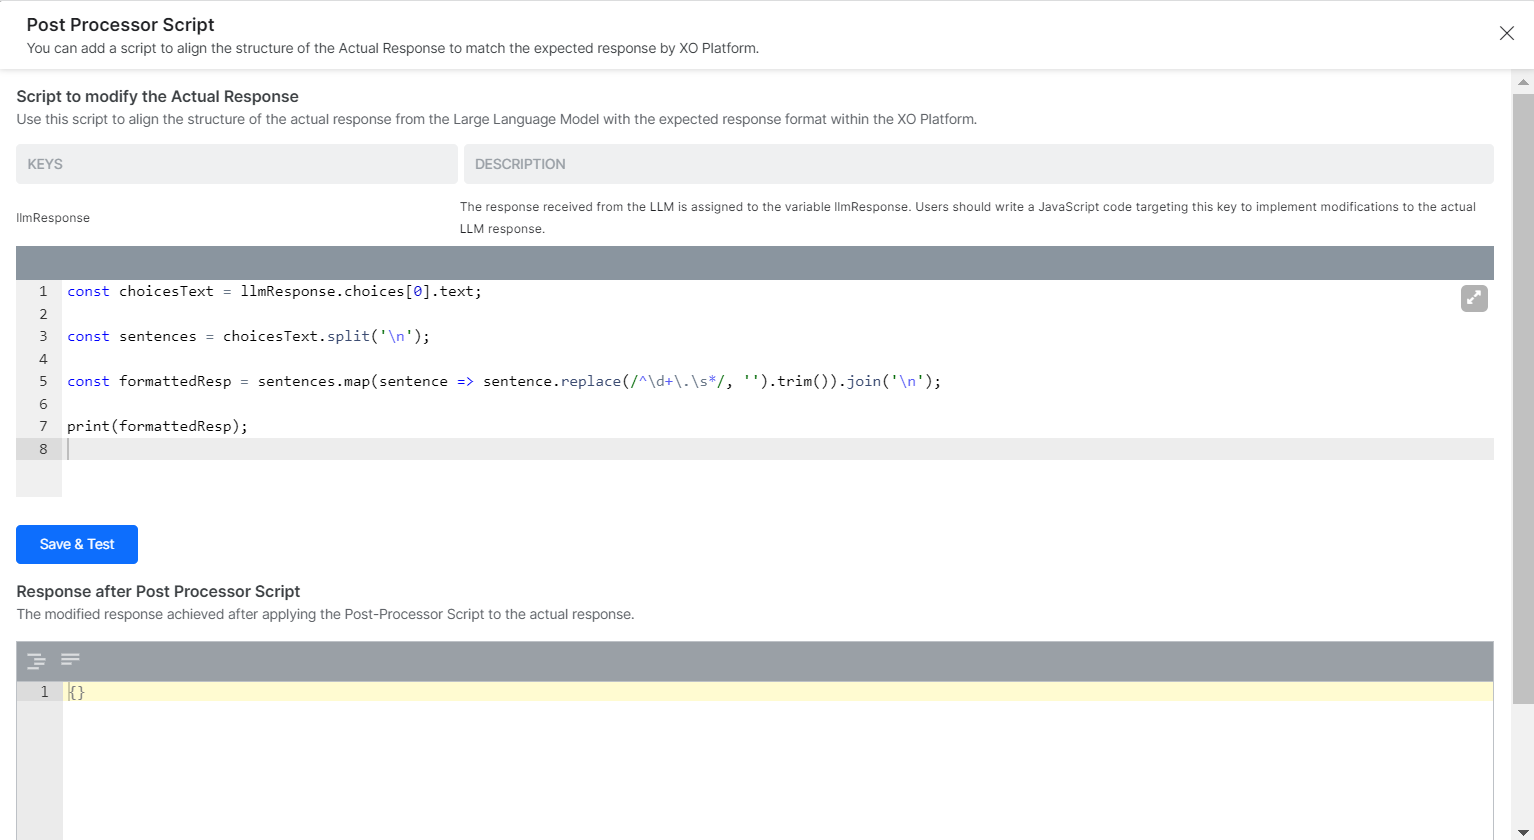 Post Processor Script
You can add a script to align the structure of the Actual Response to match the expected response by XO Platform.
Script to modify the Actual Response
Use this script to align the structure of the actual response from the Large Language Model with the expected response format within the XO Platform.
KEYS DESCRIPTION
llmResponse
The response received from the LLM is assigned to the variable llmResponse. Users should write a JavaScript code targeting this key to implement modifications to the actual
LLM response.
1 const choicesText = llmResponse.choices[0].text;
2
3 const sentences = choicesText.split('\n');
4
5 const formattedResp = sentences.map(sentence => sentence.replace(/^\d+\.\s*/, '').trim()).join('\n');
6
7 print(formattedResp);
8
Save & Test
Response after Post Processor Script
The modified response achieved after applying the Post-Processor Script to the actual response.
1 {}